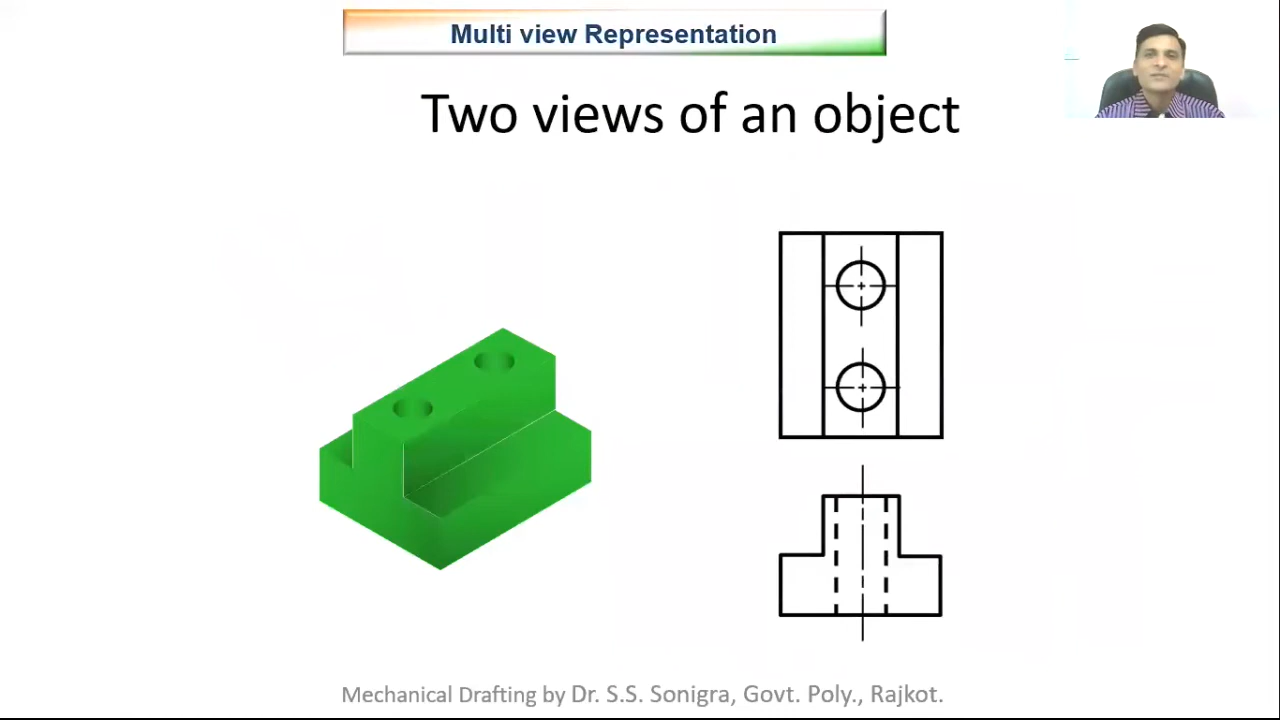 Multi view Representation
Two views of an object
Mechanical Drafting by Dr. S.S. Sonigra, Govt. Poly., Rajkot.